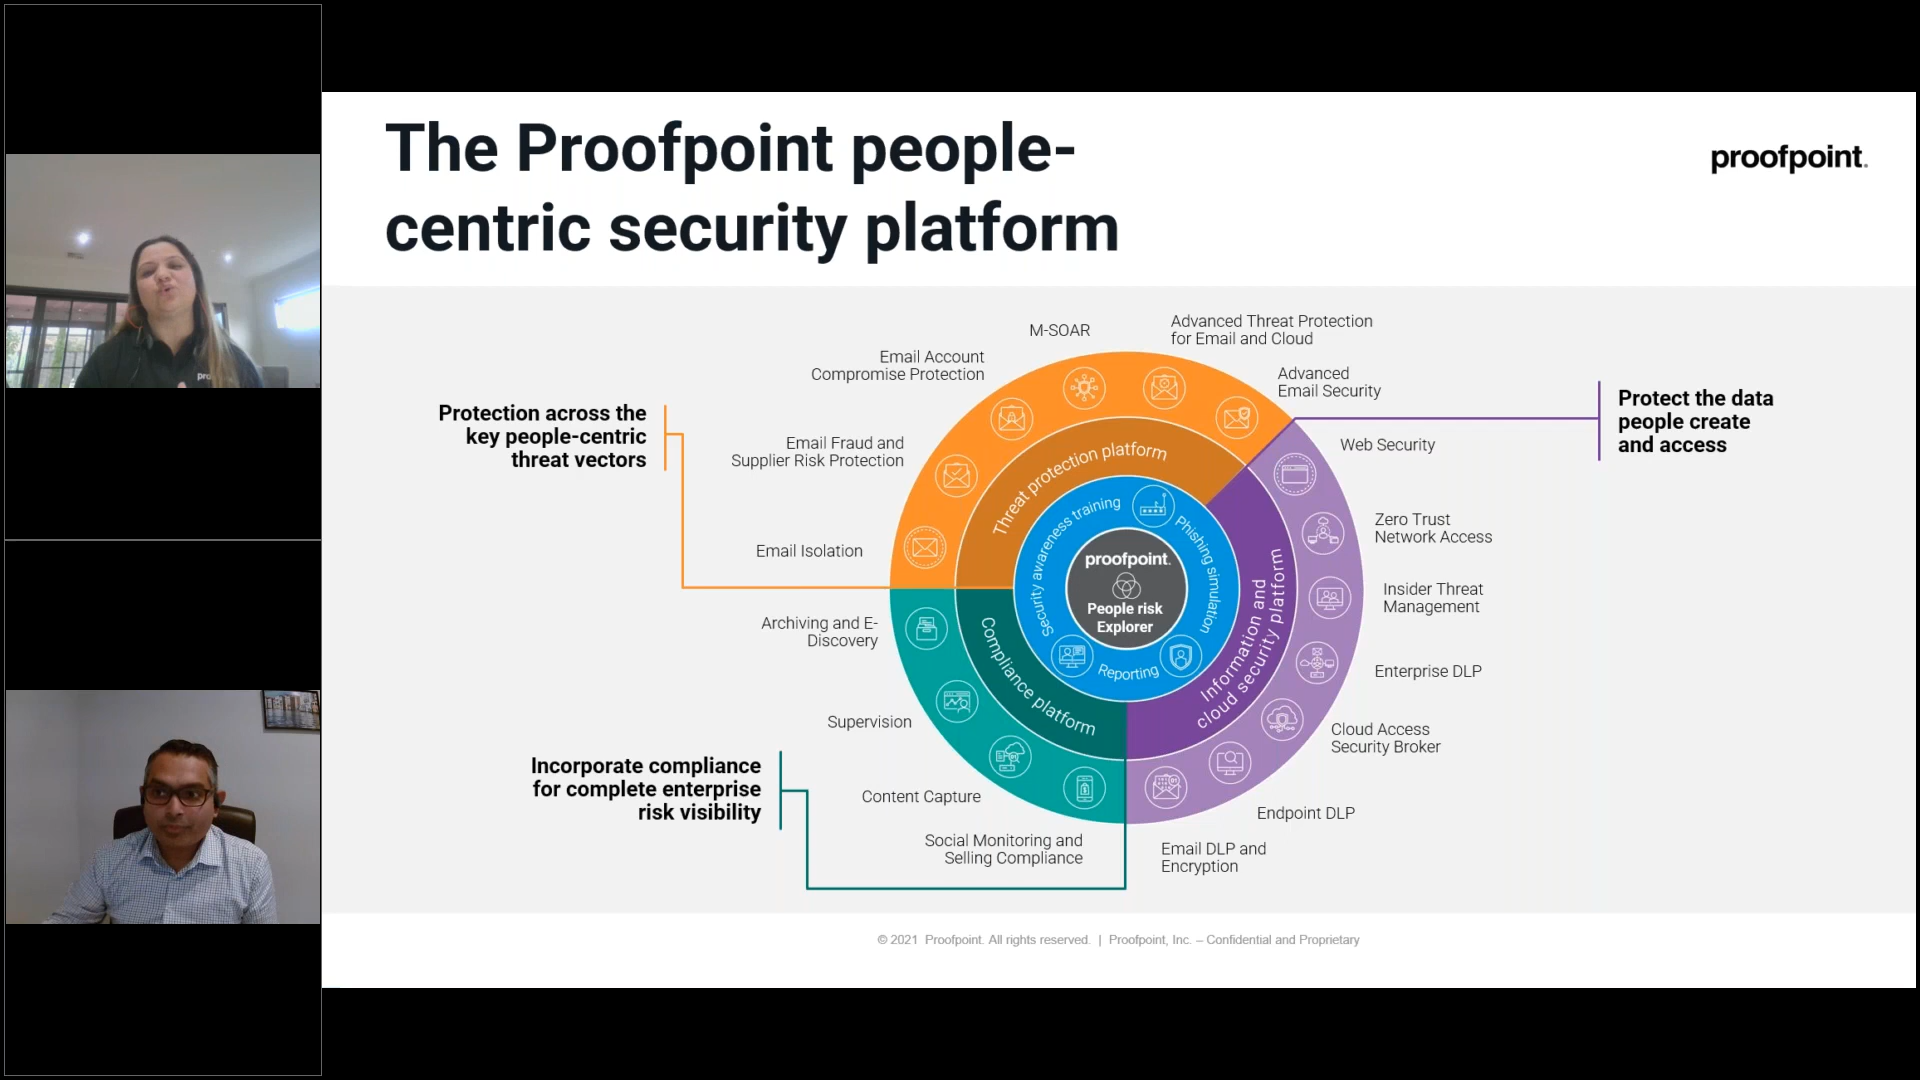 The Proofpoint people-
centric security platform
proofpoint.
M-SOAR
Advanced Threat Protection
for Email and Cloud
Email Account
Compromise Protection
Advanced
Email Security
Protection across the
key people-centric
threat vectors
Protect the data
people create
and access
Email Fraud and
Supplier Risk Protection
Web Security
Zero Trust
Network Access
Email Isolation
Insider Threat
Management
Archiving and E-
Discovery
Enterprise DLP
Supervision
Cloud Access
Security Broker
Incorporate compliance
for complete enterprise
risk visibility
Content Capture
Endpoint DLP
Social Monitoring and
Selling Compliance
Email DLP and
Encryption
Threat protection platform
Information and
cloud security platform
Compliance platform
Security awareness training
Phishing simulation
Reporting
proofpoint.
People risk
Explorer
© 2021 Proofpoint. All rights reserved. | Proofpoint, Inc. – Confidential and Proprietary